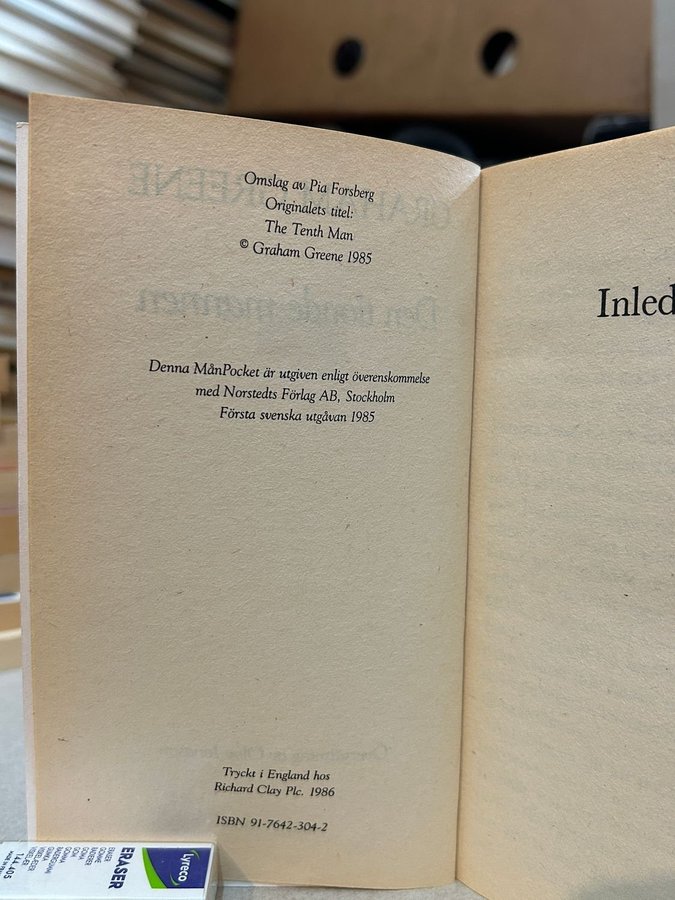 Omslag av Pia Forsberg
Originalets titel:
The Tenth Man
© Graham Greene 1985
Denna MånPocket är utgiven enligt överenskommelse
med Norstedts Förlag AB, Stockholm
Första svenska utgåvan 1985
Tryckt i England hos
Richard Clay Plc. 1986
ISBN 91-7642-304-2
Inled
Lyreco
ERASER
144.405